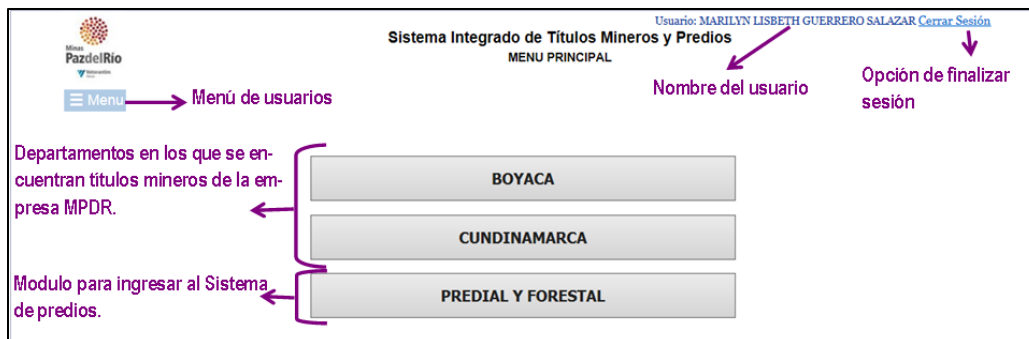 Usuario: MARILYN LISBETH GUERRERO SALAZAR Cerrar Sesión
Sistema Integrado de Títulos Mineros y Predios
MENU PRINCIPAL
Minas
PazdelRío
Votorantim
☰ Menu
Menú de usuarios
Nombre del usuario
Opción de finalizar
sesión
Departamentos en los que se en-
cuentran títulos mineros de la em-
presa MPDR.
BOYACA
CUNDINAMARCA
Modulo para ingresar al Sistema
de predios.
PREDIAL Y FORESTAL